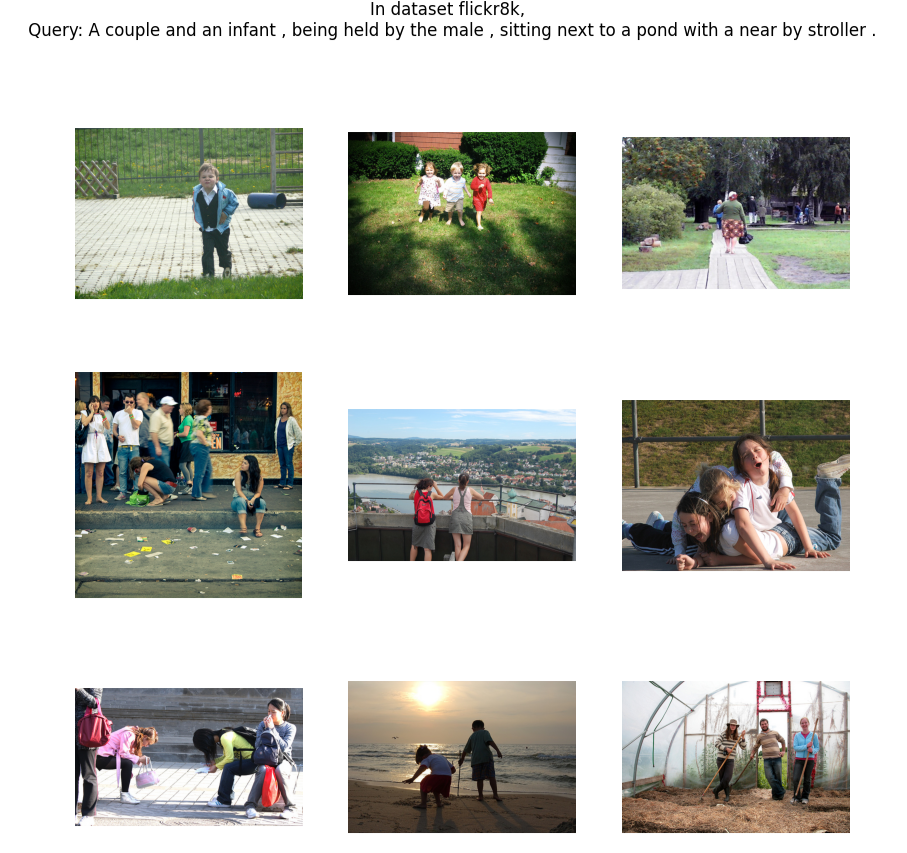 In dataset flickr8k,
Query: A couple and an infant , being held by the male , sitting next to a pond with a near by stroller .